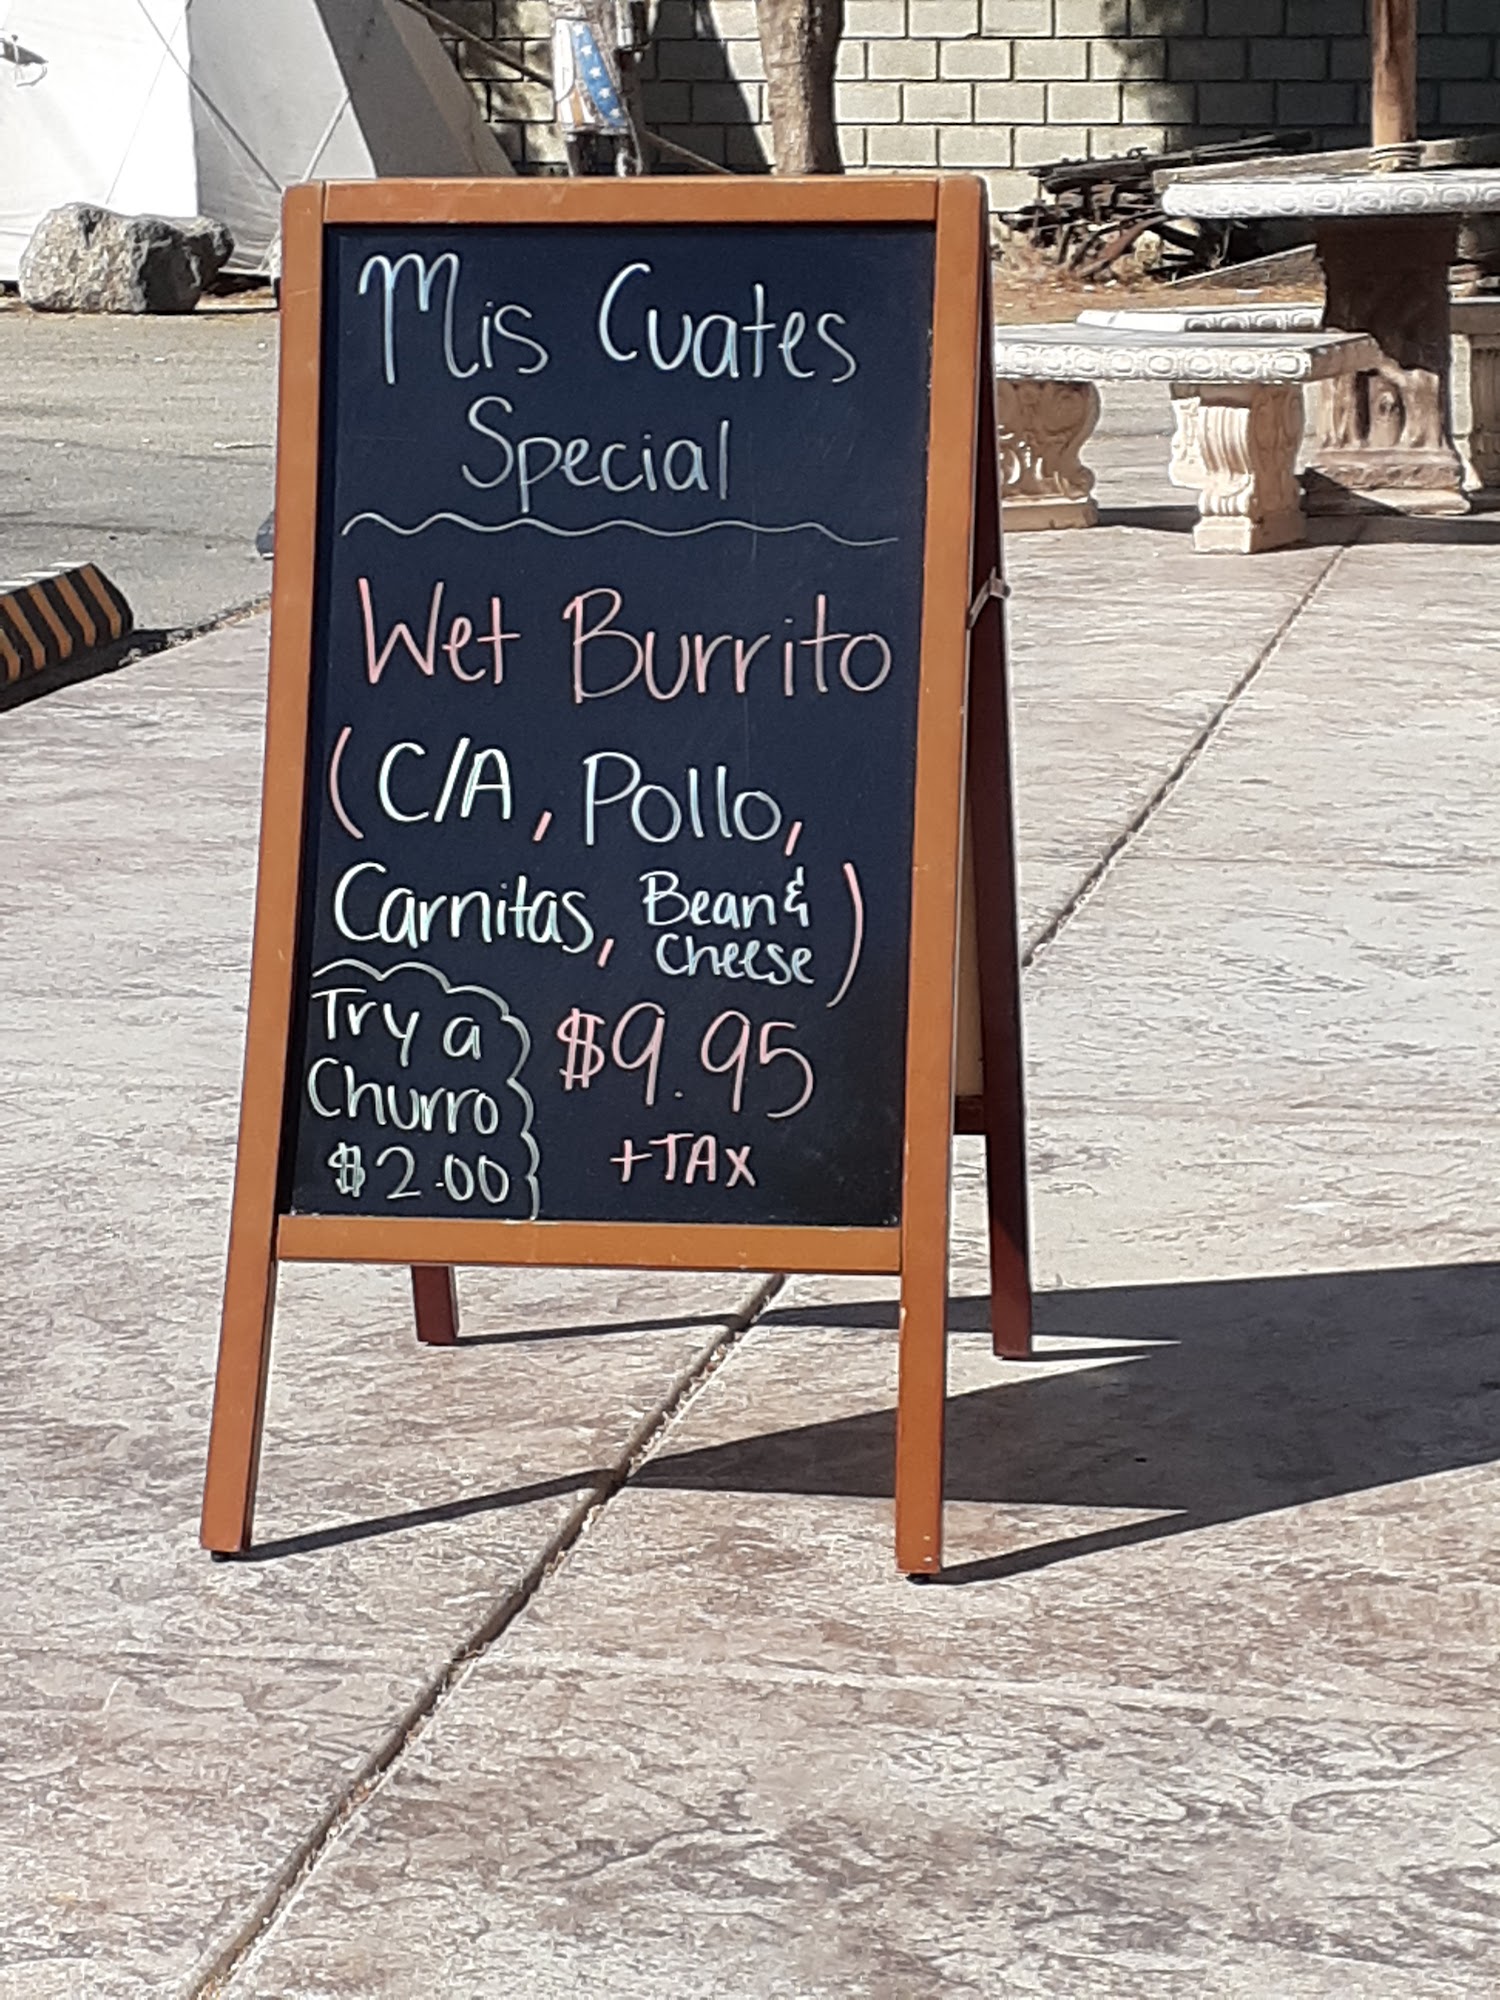 Mis Cuates
Special
Wet Burrito
(C/A, Pollo,
Carnitas, Bean &
Cheese)
Try a
Churro
$2.00
$9.95
+TAX